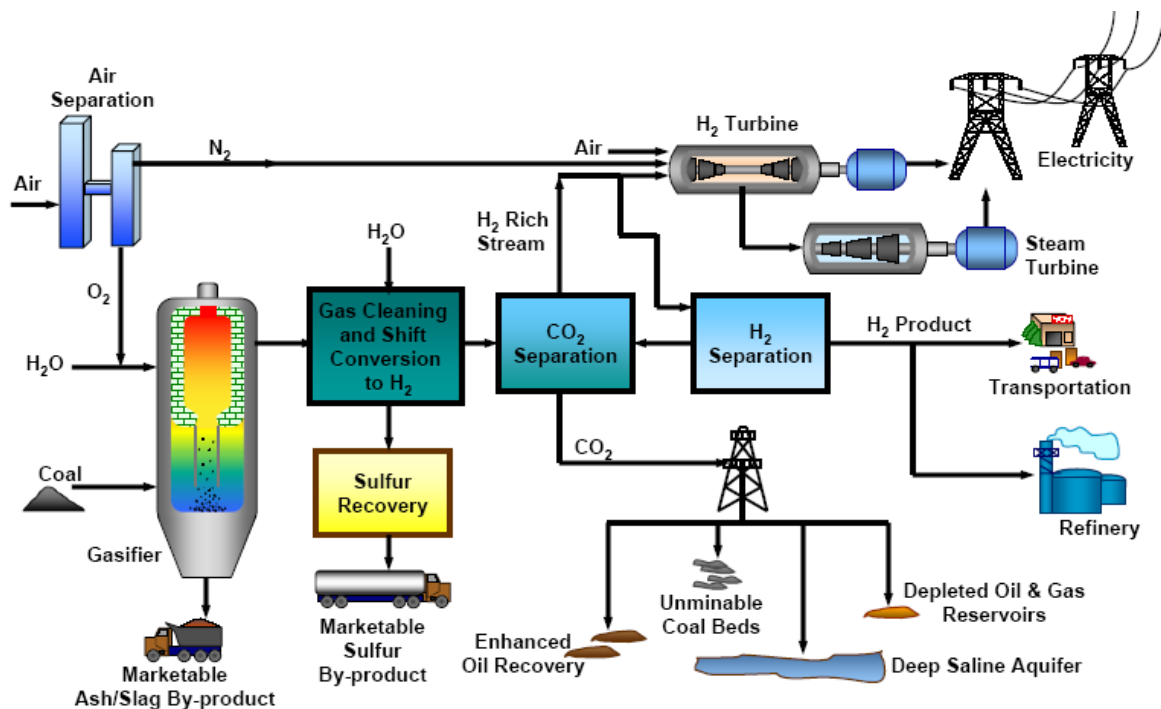 Air
Separation
N₂
Air
H₂ Turbine
Air
Electricity
H₂ Rich
Stream
H₂O
Steam
Turbine
O₂
Gas Cleaning
and Shift
Conversion
to H₂
CO₂
Separation
H₂
Separation
H₂ Product
Transportation
H₂O
CO₂
Coal
Sulfur
Recovery
Refinery
Gasifier
Marketable
Sulfur
By-product
Unminable
Coal Beds
Depleted Oil & Gas
Reservoirs
Enhanced
Oil Recovery
Deep Saline Aquifer
Marketable
Ash/Slag By-product